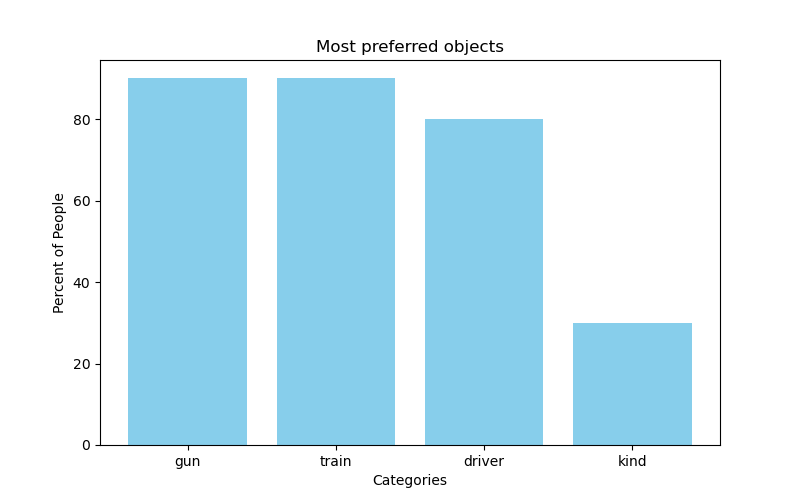 Most preferred objects
Percent of People
80
60
40
20
0
gun train driver kind
Categories